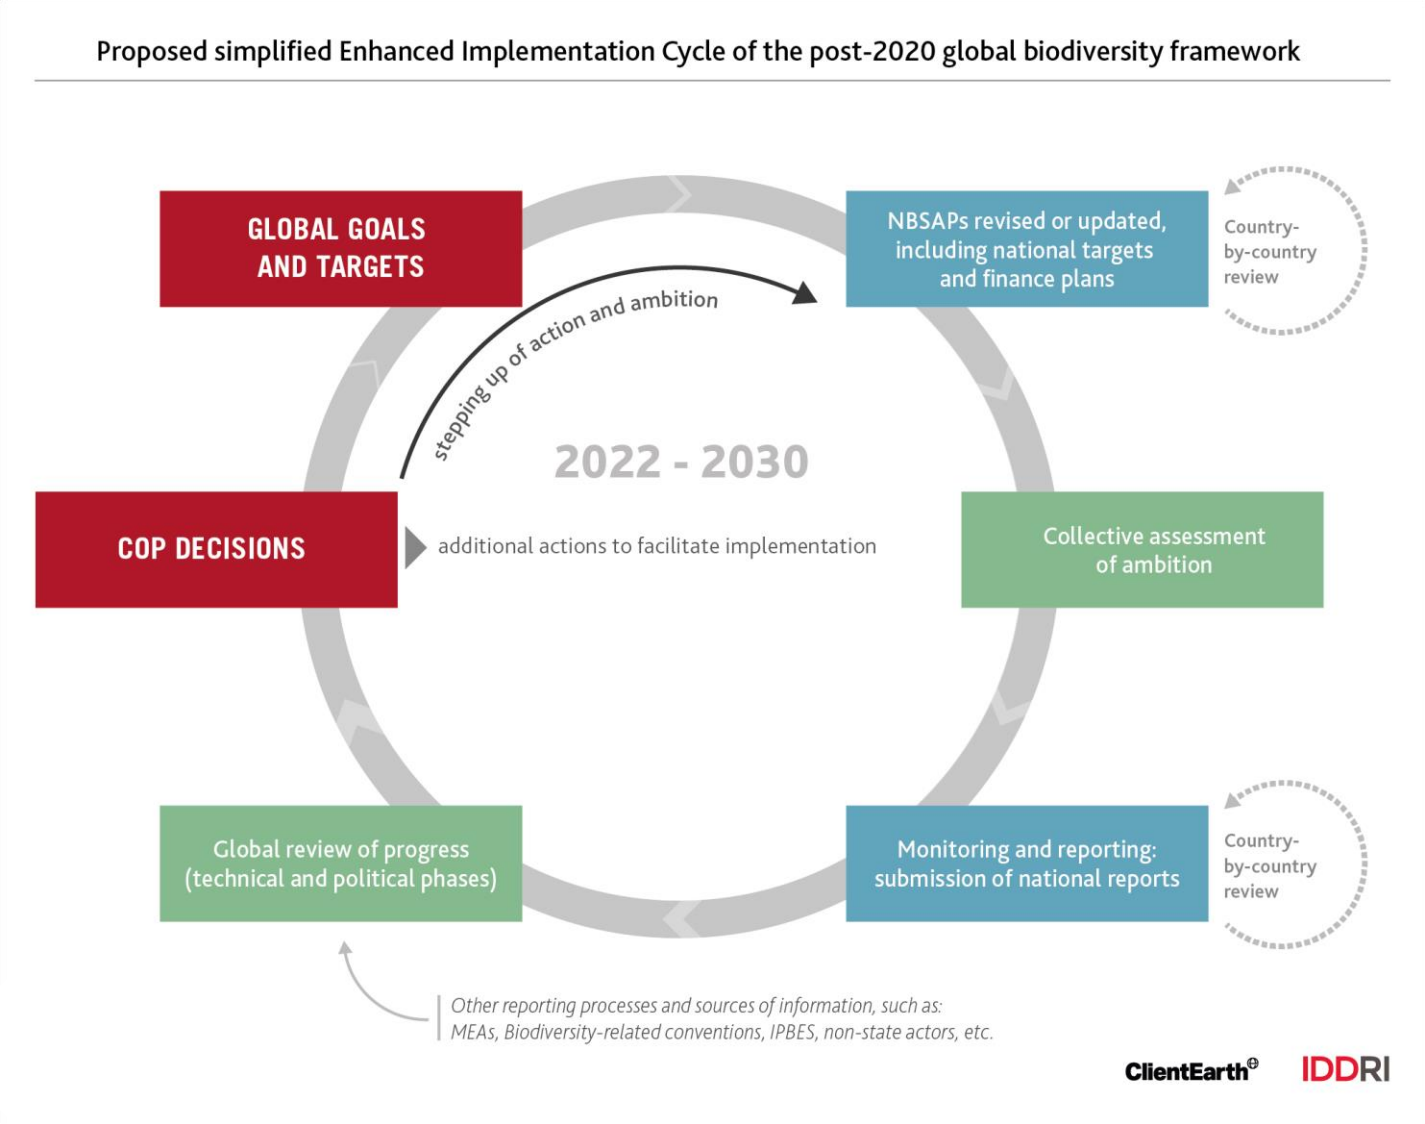 Proposed simplified Enhanced Implementation Cycle of the post-2020 global biodiversity framework
GLOBAL GOALS
AND TARGETS
NBSAPs revised or updated,
including national targets
and finance plans
Country-
by-country
review
stepping up of action and ambition
2022 - 2030
COP DECISIONS
additional actions to facilitate implementation
Collective assessment
of ambition
Global review of progress
(technical and political phases)
Monitoring and reporting:
submission of national reports
Country-
by-country
review
Other reporting processes and sources of information, such as:
MEAs, Biodiversity-related conventions, IPBES, non-state actors, etc.
ClientEarth
IDDRI